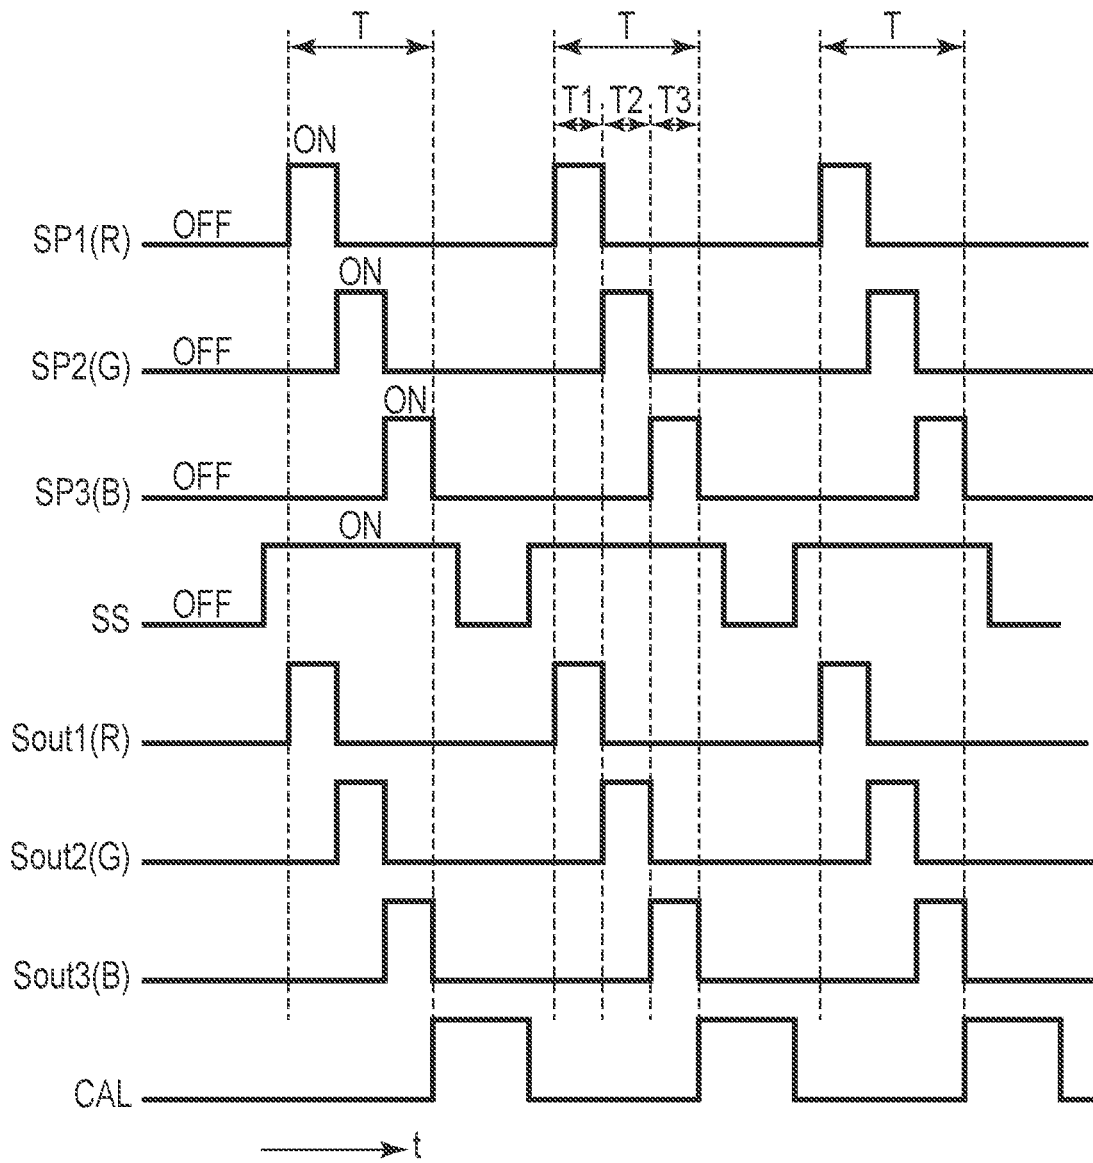 T T T
T1 T2 T3
ON
SP1(R) OFF
ON
SP2(G) OFF
ON
SP3(B) OFF
ON
SS OFF
Sout1(R)
Sout2(G)
Sout3(B)
CAL
t